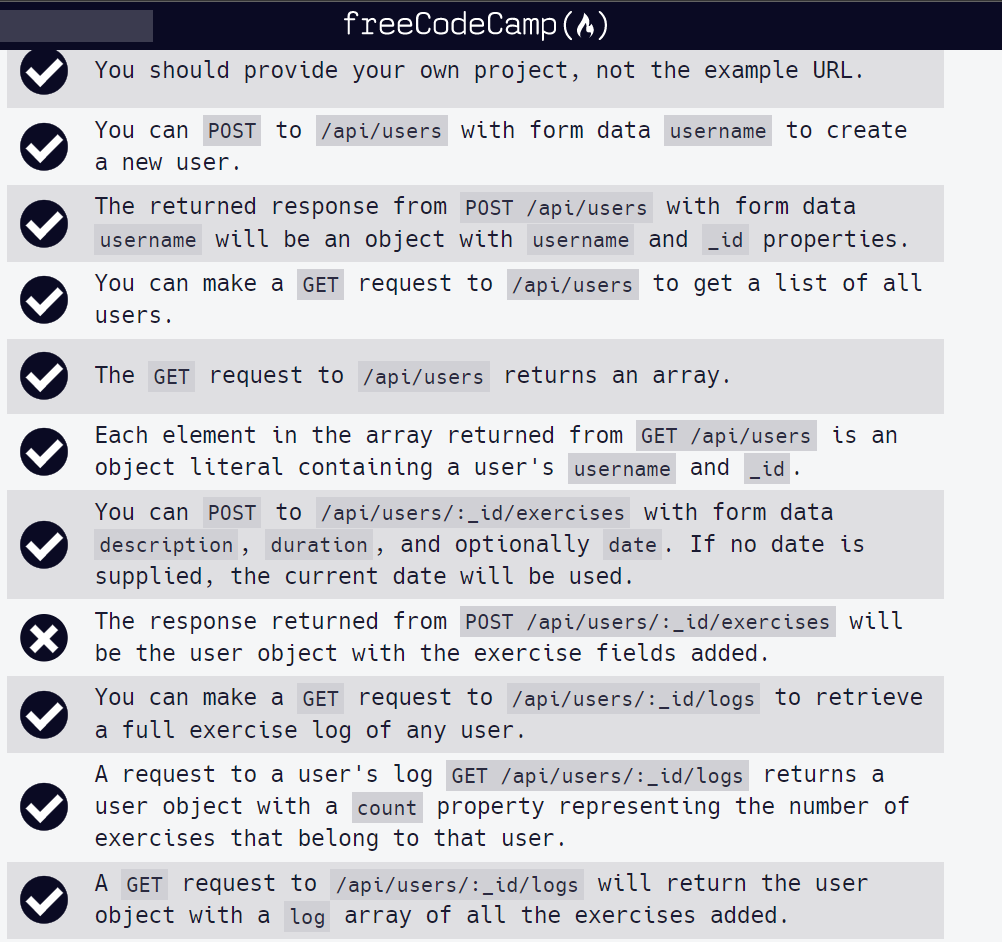 freeCodeCamp(🔥)
You should provide your own project, not the example URL.
You can POST to /api/users with form data username to create
a new user.
The returned response from POST /api/users with form data
username will be an object with username and _id properties.
You can make a GET request to /api/users to get a list of all
users.
The GET request to /api/users returns an array.
Each element in the array returned from GET /api/users is an
object literal containing a user's username and _id.
You can POST to /api/users/:_id/exercises with form data
description, duration, and optionally date. If no date is
supplied, the current date will be used.
The response returned from POST /api/users/:_id/exercises will
be the user object with the exercise fields added.
You can make a GET request to /api/users/:_id/logs to retrieve
a full exercise log of any user.
A request to a user's log GET /api/users/:_id/logs returns a
user object with a count property representing the number of
exercises that belong to that user.
A GET request to /api/users/:_id/logs will return the user
object with a log array of all the exercises added.